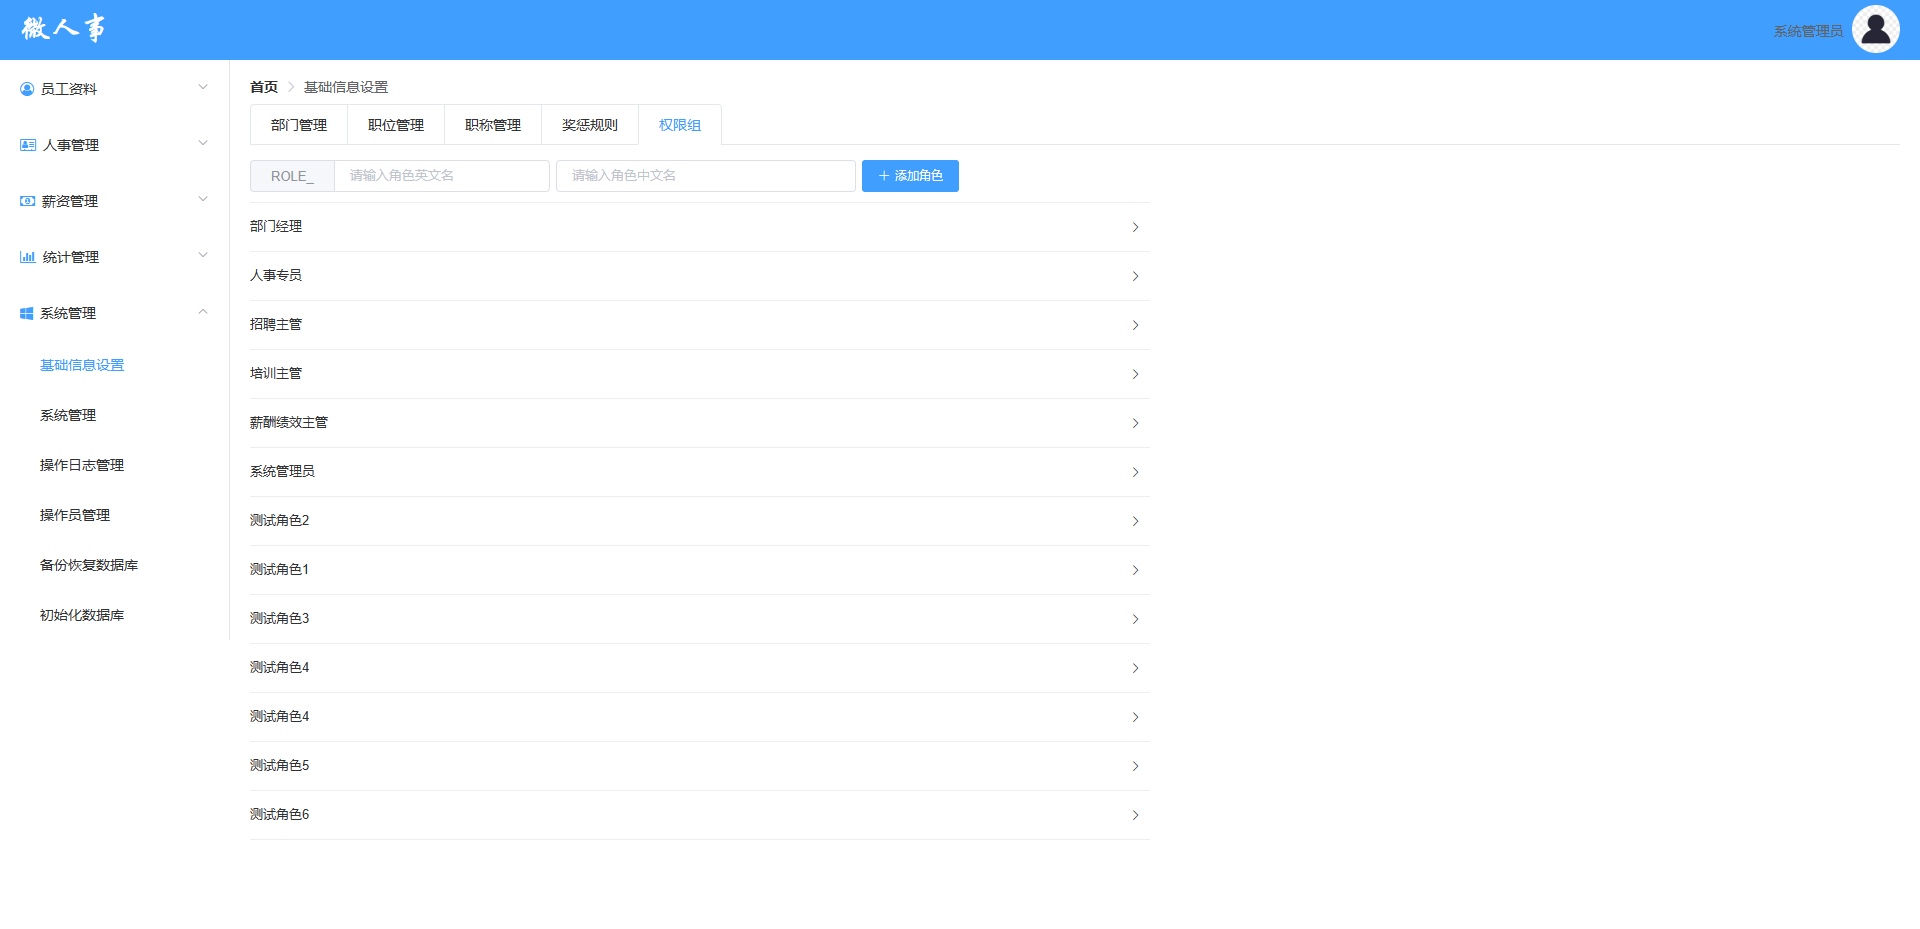 微人事
系统管理员
员工资料
人事管理
薪资管理
统计管理
系统管理
基础信息设置
系统管理
操作日志管理
操作员管理
备份恢复数据库
初始化数据库
首页 基础信息设置
部门管理 职位管理 职称管理 奖惩规则 权限组
ROLE_ 请输入角色英文名 请输入角色中文名 添加角色
部门经理
人事专员
招聘主管
培训主管
薪酬绩效主管
系统管理员
测试角色2
测试角色1
测试角色3
测试角色4
测试角色4
测试角色5
测试角色6